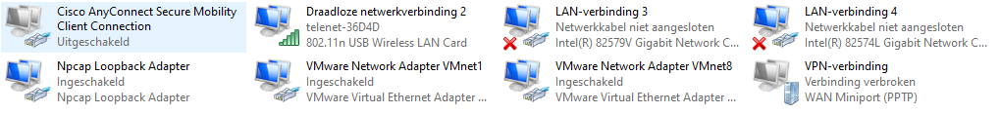 Cisco AnyConnect Secure Mobility
Client Connection
Uitgeschakeld
Draadloze netwerkverbinding 2
telenet-36D4D
802.11n USB Wireless LAN Card
LAN-verbinding 3
Netwerkkabel niet aangesloten
Intel(R) 82579V Gigabit Network C...
LAN-verbinding 4
Netwerkkabel niet aangesloten
Intel(R) 82574L Gigabit Network C...
Npcap Loopback Adapter
Ingeschakeld
Npcap Loopback Adapter
VMware Network Adapter VMnet1
Ingeschakeld
VMware Virtual Ethernet Adapter ...
VMware Network Adapter VMnet8
Ingeschakeld
VMware Virtual Ethernet Adapter ...
VPN-verbinding
Verbinding verbroken
WAN Miniport (PPTP)